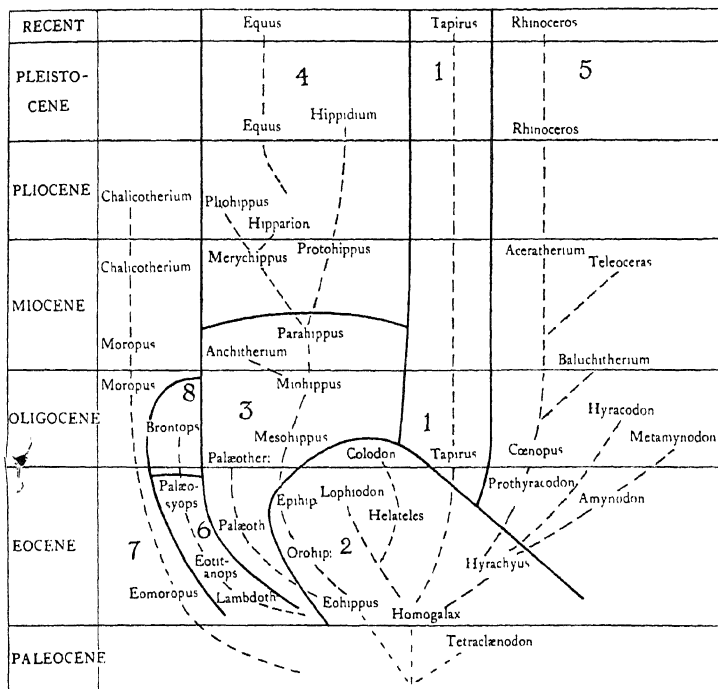 RECENT
Equus
Tapirus
Rhinoceros
PLEISTO-
CENE
4
1
5
Hippidium
Equus
Rhinoceros
PLIOCENE
Chalicotherium
Pliohippus
Hipparion
Merychippus
Protohippus
Aceratherium
Teleoceras
Chalicotherium
MIOCENE
Moropus
Parahippus
Anchitherium
Baluchitherium
Moropus
8
Miohippus
OLIGOCENE
Brontops
3
1
Hyracodon
Mesohippus
Metamynodon
Palæother:
Colodon
Tapirus
Cœnopus
Palæo-
syops
Epihip:
Lophiodon
Prothyracodon
Amynodon
Palæoth
Helateles
EOCENE
7
6
Orohip:
2
Eotit-
anops
Hyrachyus
Eomoropus
Lambdoth
Eohippus
Homogalax
PALEOCENE
Tetraclænodon